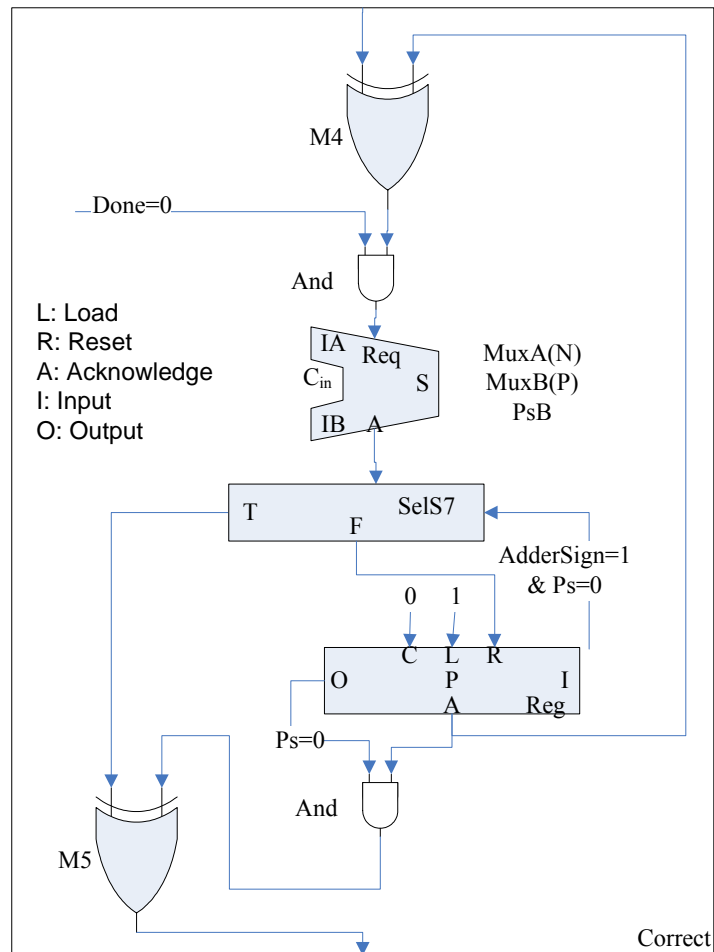 M4
Done=0
And
L: Load
R: Reset
A: Acknowledge
I: Input
O: Output
IA
Req
Cin
S
IB
A
MuxA(N)
MuxB(P)
PsB
T
F
SelS7
AdderSign=1
& Ps=0
0
1
C
L
R
O
P
I
A
Reg
Ps=0
And
M5
Correct